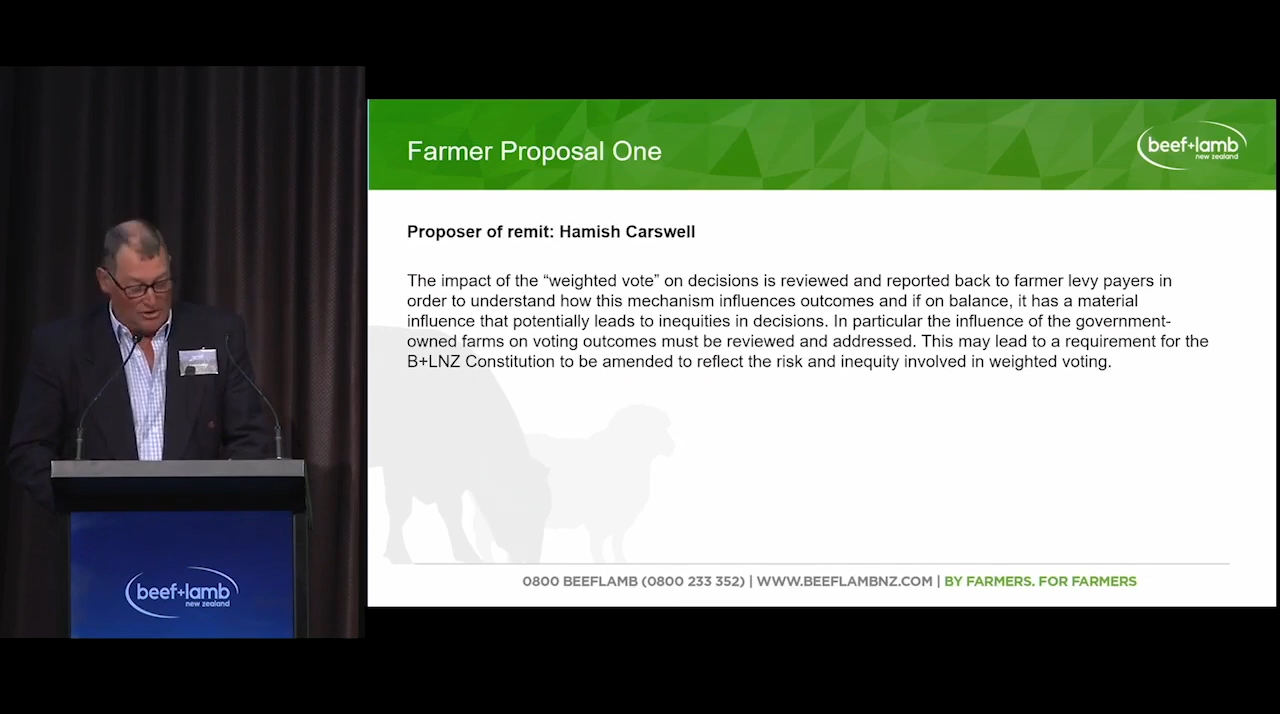 Farmer Proposal One
beef+lamb
new zealand
Proposer of remit: Hamish Carswell
The impact of the “weighted vote” on decisions is reviewed and reported back to farmer levy payers in
order to understand how this mechanism influences outcomes and if on balance, it has a material
influence that potentially leads to inequities in decisions. In particular the influence of the government-
owned farms on voting outcomes must be reviewed and addressed. This may lead to a requirement for the
B+LNZ Constitution to be amended to reflect the risk and inequity involved in weighted voting.
0800 BEEFLAMB (0800 233 352) | WWW.BEEFLAMBNZ.COM | BY FARMERS. FOR FARMERS
beef+lamb
new zealand